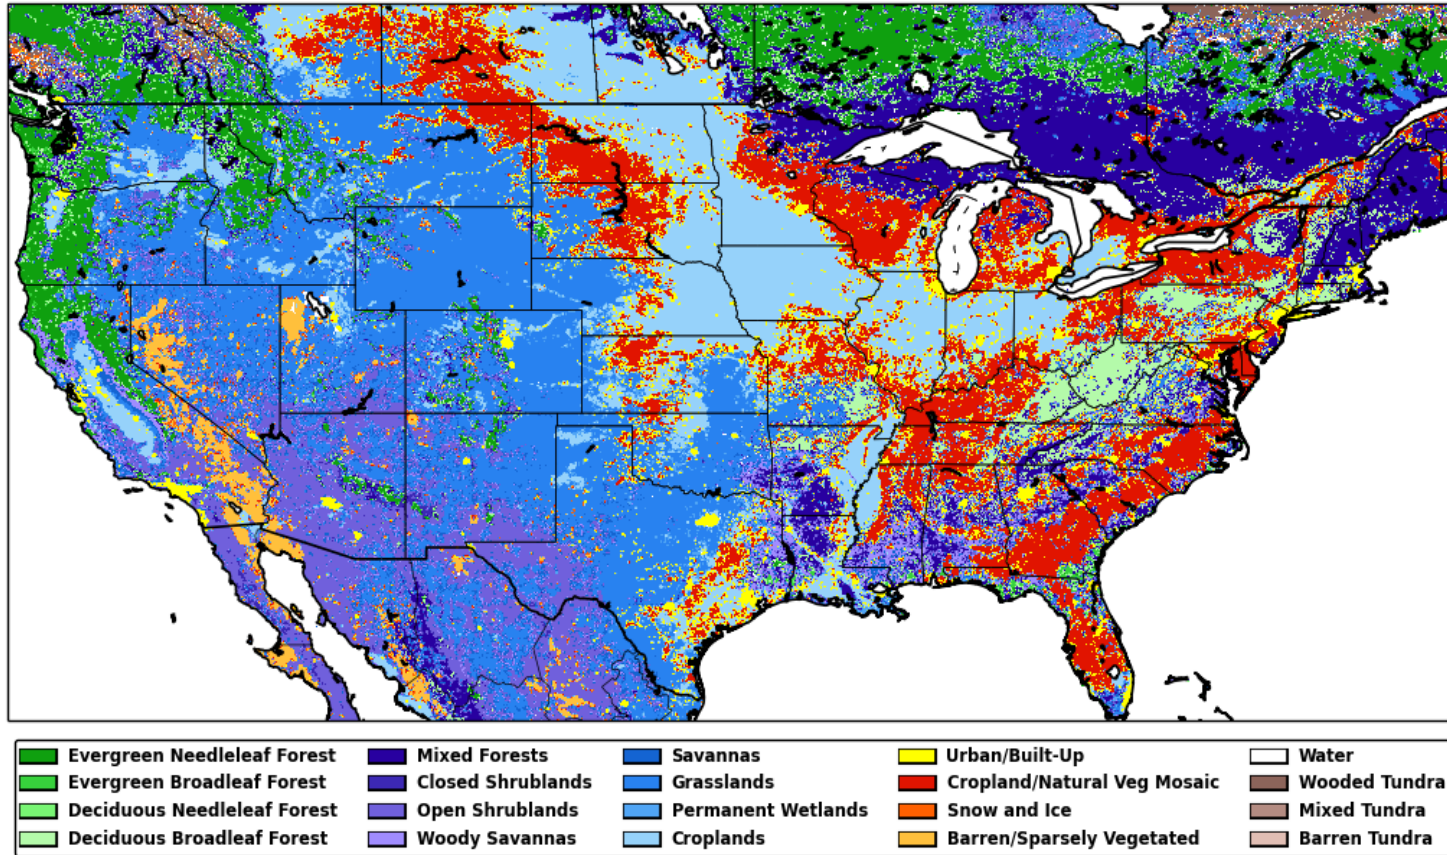 Evergreen Needleleaf Forest Mixed Forests Savannas Urban/Built-Up Water
Evergreen Broadleaf Forest Closed Shrublands Grasslands Cropland/Natural Veg Mosaic Wooded Tundra
Deciduous Needleleaf Forest Open Shrublands Permanent Wetlands Snow and Ice Mixed Tundra
Deciduous Broadleaf Forest Woody Savannas Croplands Barren/Sparsely Vegetated Barren Tundra